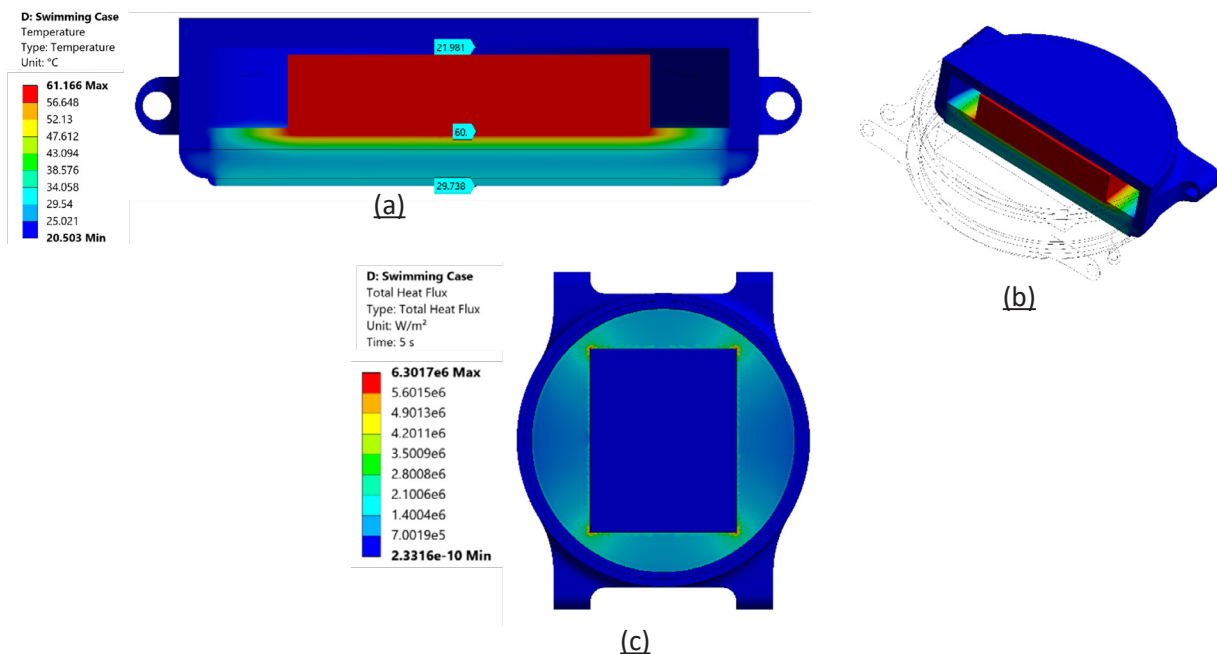 D: Swimming Case
Temperature
Type: Temperature
Unit: °C
61.166 Max
56.648
52.13
47.612
43.094
38.576
34.058
29.54
25.021
20.503 Min
21.981
60.
29.738
(a)
(b)
D: Swimming Case
Total Heat Flux
Type: Total Heat Flux
Unit: W/m²
Time: 5 s
6.3017e6 Max
5.6015e6
4.9013e6
4.2011e6
3.5009e6
2.8008e6
2.1006e6
1.4004e6
7.0019e5
2.3316e-10 Min
(c)